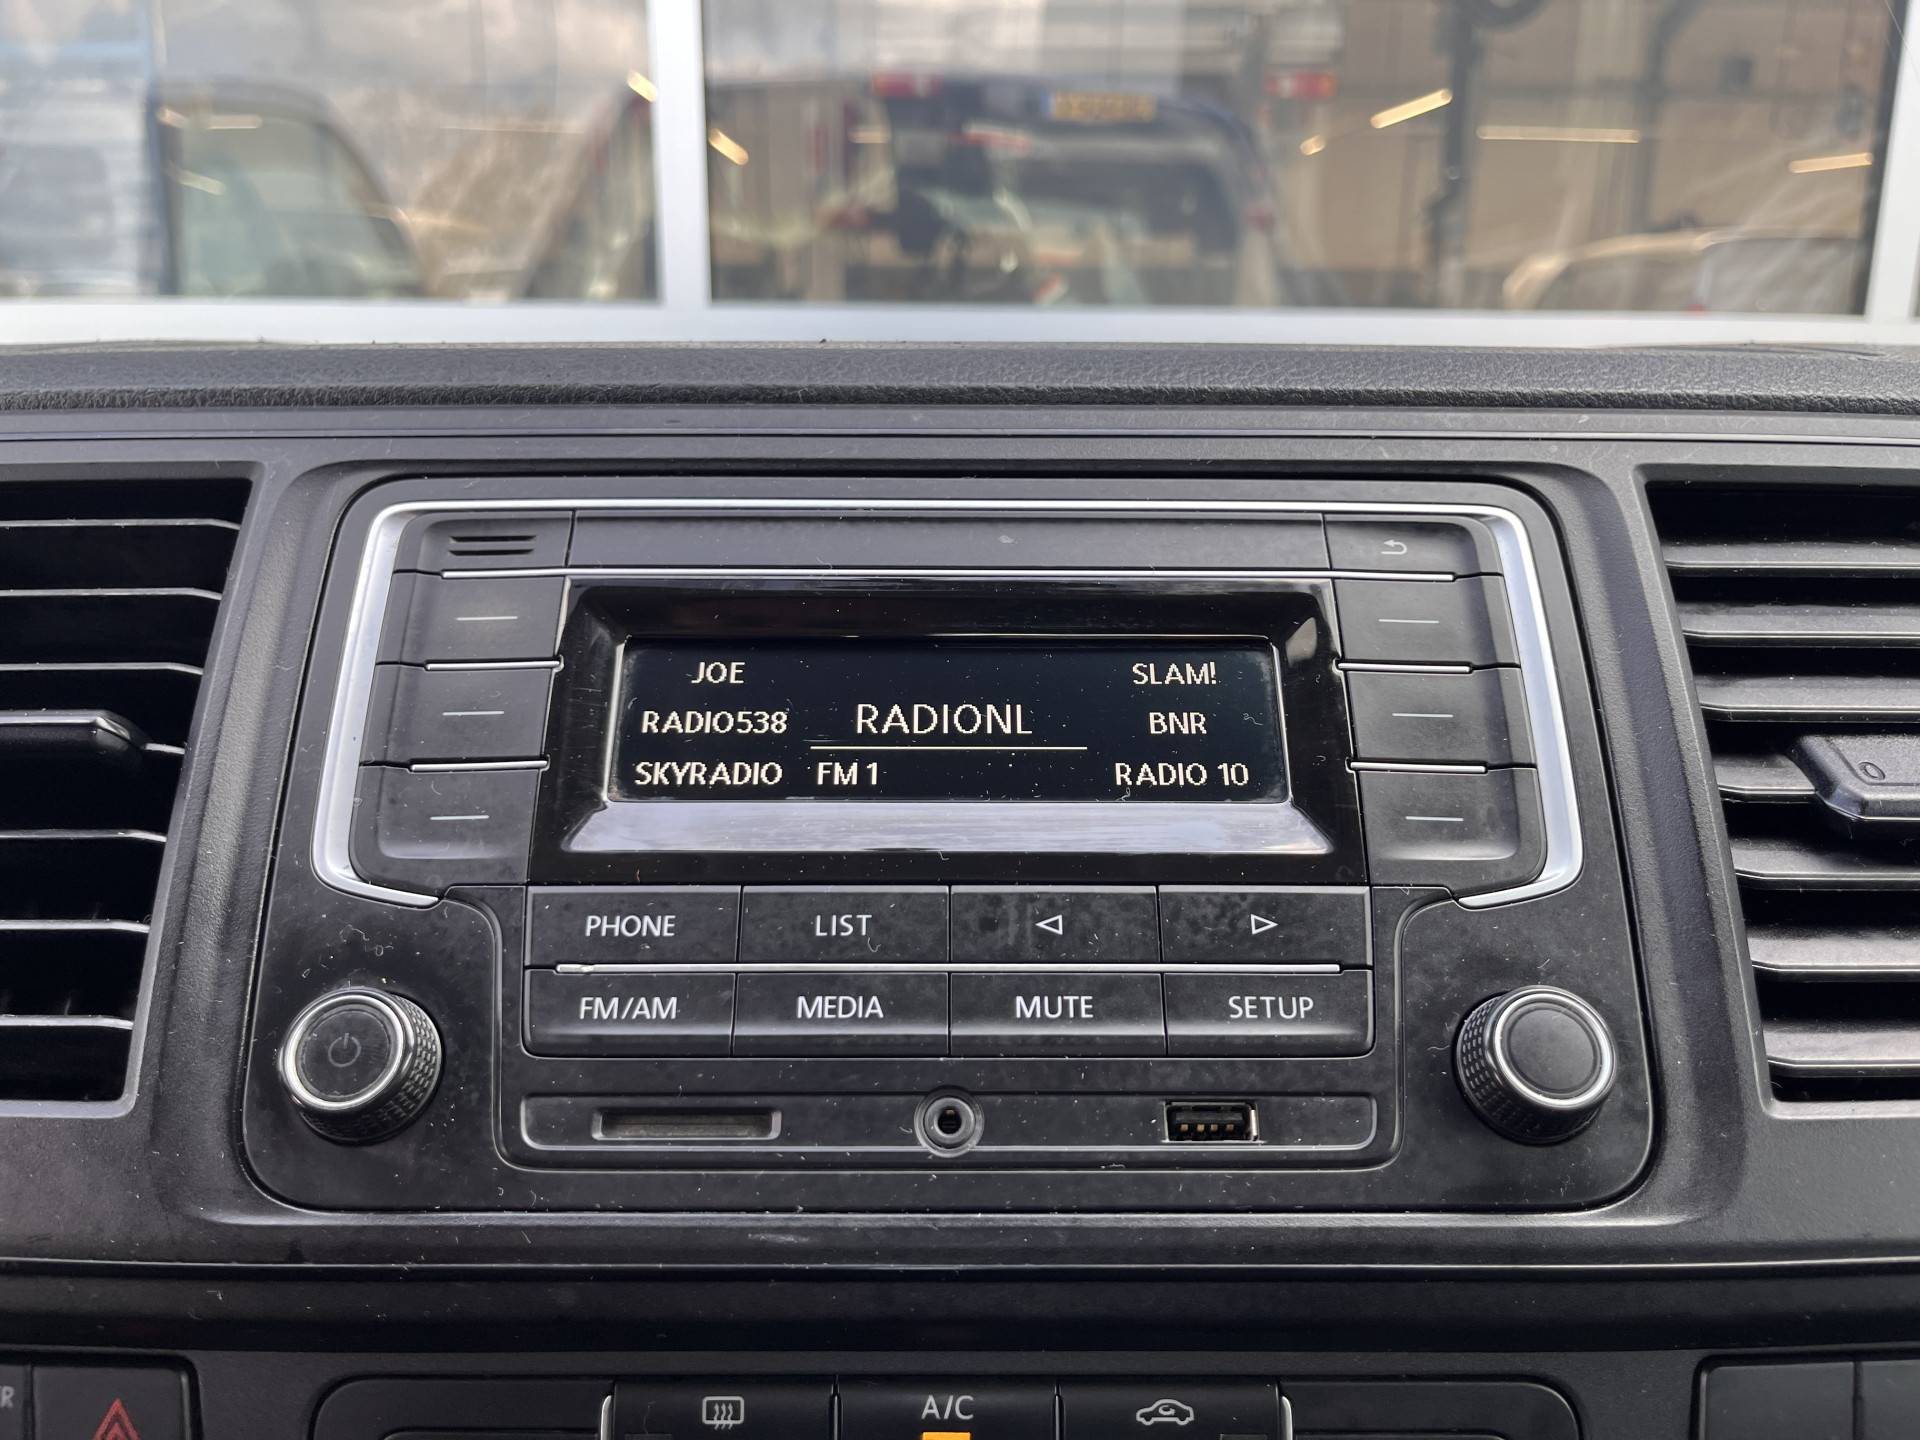 JOE SLAM!
RADIO538 RADIONL BNR
SKYRADIO FM 1 RADIO 10
PHONE LIST
FM/AM MEDIA MUTE SETUP
A/C